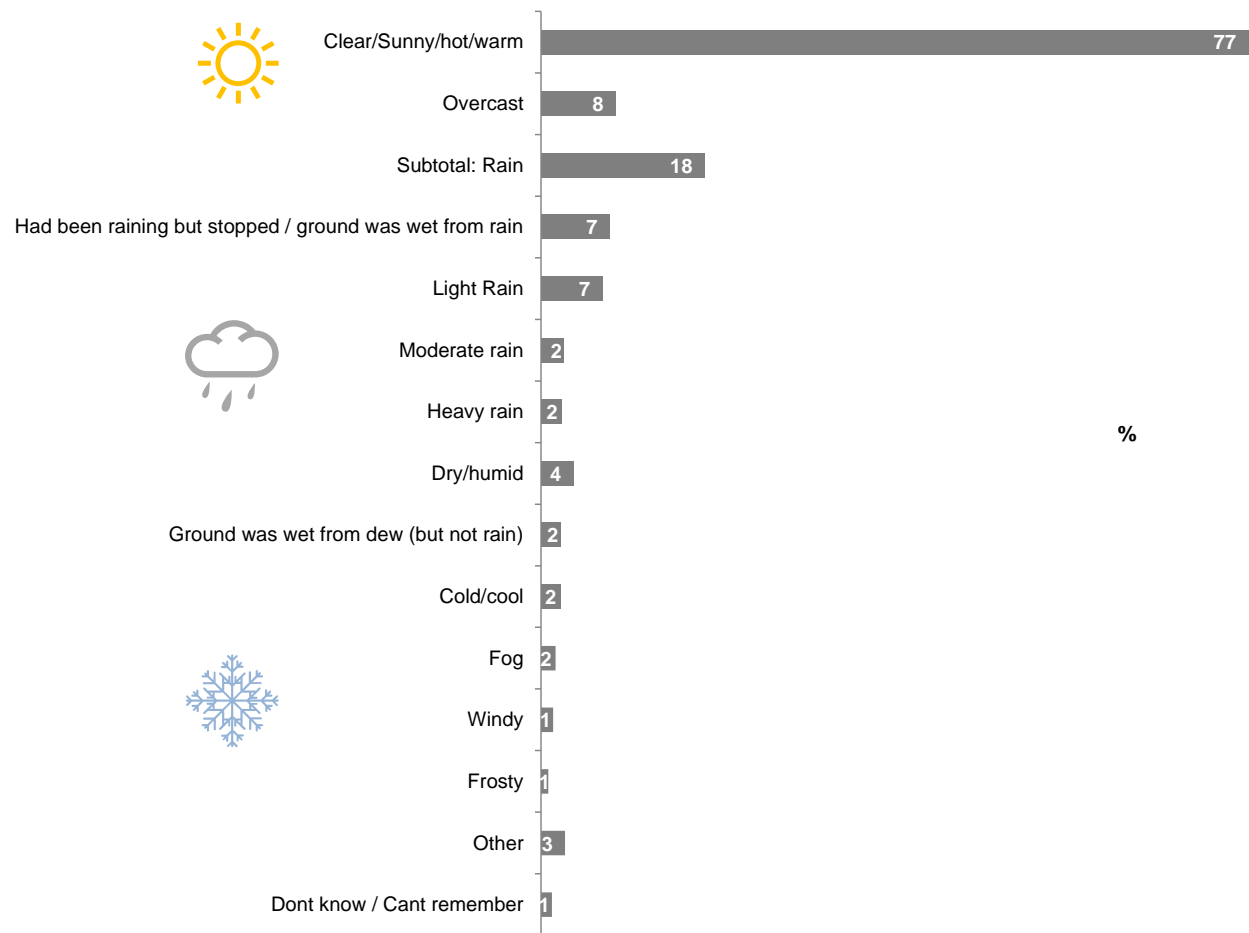 Clear/Sunny/hot/warm 77
Overcast 8
Subtotal: Rain 18
Had been raining but stopped / ground was wet from rain 7
Light Rain 7
Moderate rain 2
Heavy rain 2
%
Dry/humid 4
Ground was wet from dew (but not rain) 2
Cold/cool 2
Fog 2
Windy 1
Frosty 1
Other 3
Dont know / Cant remember 1